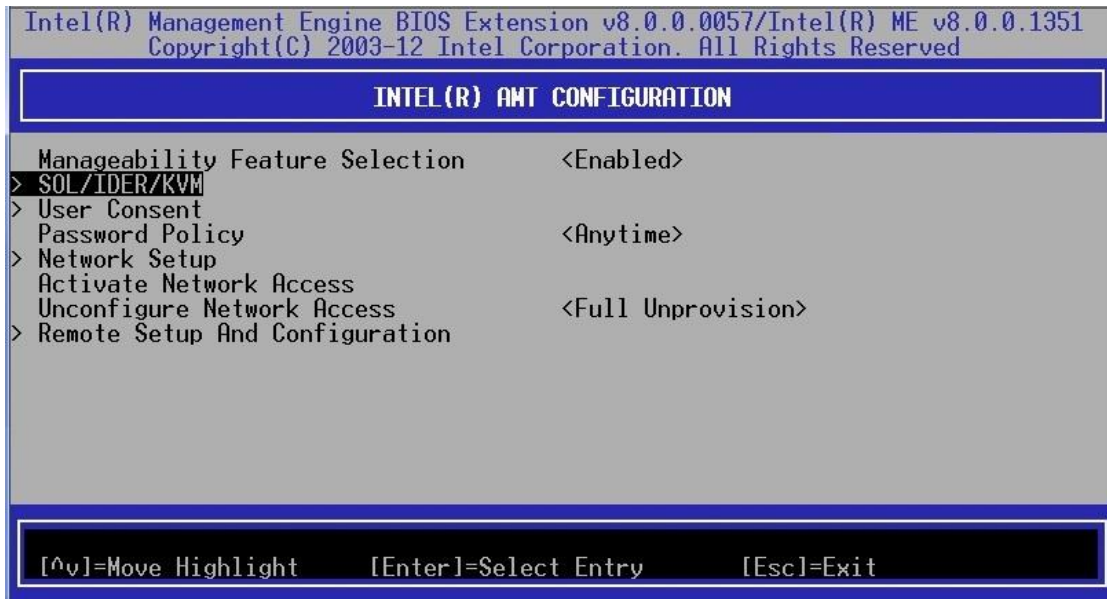 Intel(R) Management Engine BIOS Extension v8.0.0.0057/Intel(R) ME v8.0.0.1351
Copyright(C) 2003-12 Intel Corporation. All Rights Reserved
INTEL(R) AMT CONFIGURATION
Manageability Feature Selection <Enabled>
> SOL/IDER/KVM
> User Consent
Password Policy <Anytime>
> Network Setup
Activate Network Access
Unconfigure Network Access <Full Unprovision>
> Remote Setup And Configuration
[^v]=Move Highlight [Enter]=Select Entry [Esc]=Exit